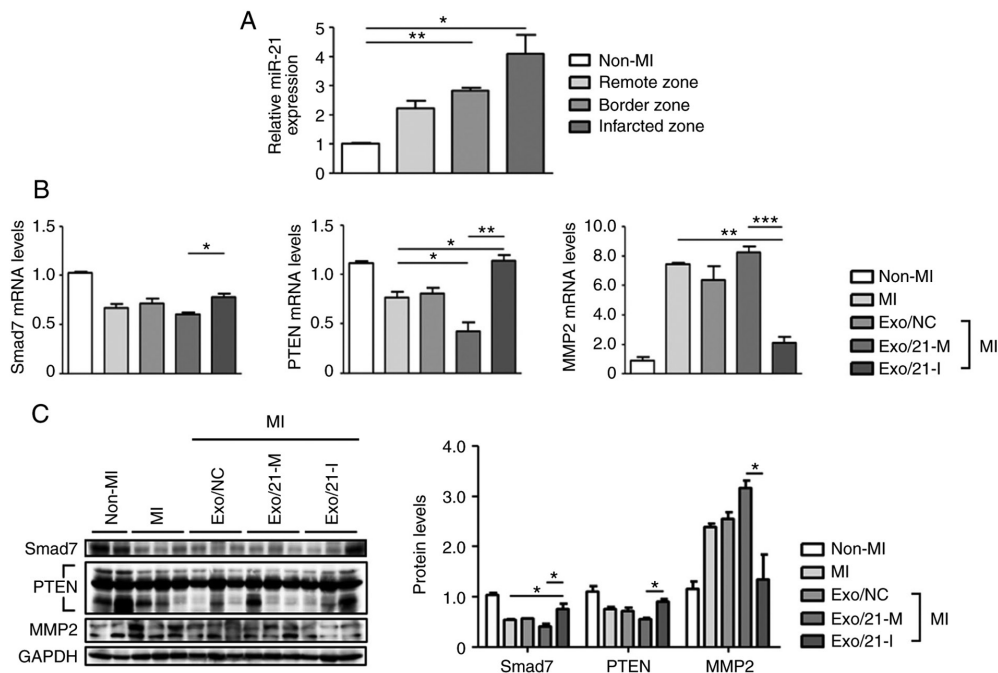 A
Relative miR-21
expression
5
4
3
2
1
0
*
**
Non-MI
Remote zone
Border zone
Infarcted zone
B
Smad7 mRNA levels
1.5
1.0
0.5
0
*
PTEN mRNA levels
1.5
1.0
0.5
0
*
**
*
MMP2 mRNA levels
10.0
8.0
6.0
4.0
2.0
0
***
**
Non-MI
MI
Exo/NC
Exo/21-M
Exo/21-I
MI
C
MI
Non-MI
MI
Exo/NC
Exo/21-M
Exo/21-I
Smad7
PTEN
MMP2
GAPDH
Protein levels
4.0
3.0
2.0
1.0
0
*
*
*
*
Smad7
PTEN
MMP2
Non-MI
MI
Exo/NC
Exo/21-M
Exo/21-I
MI